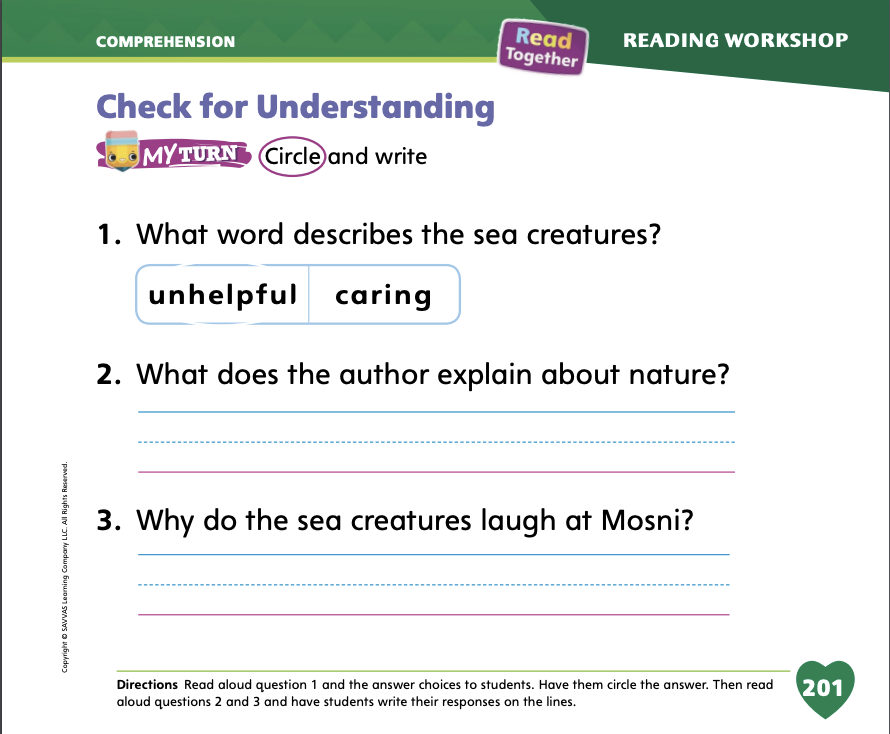 COMPREHENSION
Read
Together
READING WORKSHOP
Check for Understanding
MY TURN Circle and write
1. What word describes the sea creatures?
unhelpful caring
2. What does the author explain about nature?
3. Why do the sea creatures laugh at Mosni?
Copyright © SAVVAS Learning Company LLC. All Rights Reserved.
Directions Read aloud question 1 and the answer choices to students. Have them circle the answer. Then read
aloud questions 2 and 3 and have students write their responses on the lines.
201